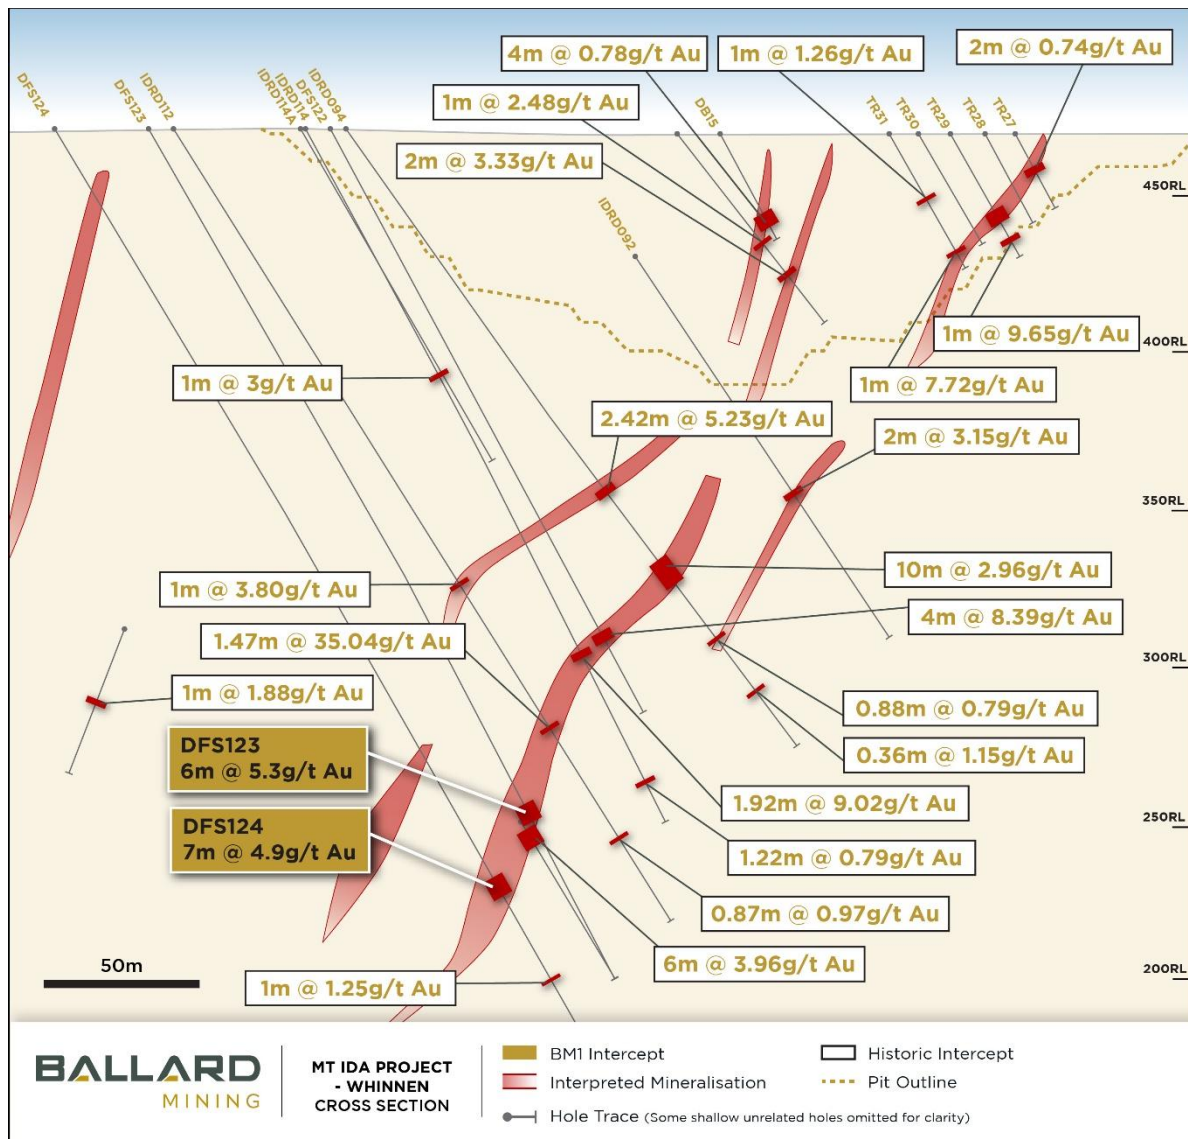 4m @ 0.78g/t Au
1m @ 1.26g/t Au
2m @ 0.74g/t Au
1m @ 2.48g/t Au
2m @ 3.33g/t Au
DFS124
DFS123
IDRD112
IDRD114A
IDRD114
DFS122
IDRD094
DB15
TR31
TR30
TR29
TR28
TR27
IDRD092
450RL
1m @ 9.65g/t Au
400RL
1m @ 3g/t Au
1m @ 7.72g/t Au
2.42m @ 5.23g/t Au
2m @ 3.15g/t Au
350RL
10m @ 2.96g/t Au
1m @ 3.80g/t Au
4m @ 8.39g/t Au
1.47m @ 35.04g/t Au
300RL
1m @ 1.88g/t Au
0.88m @ 0.79g/t Au
DFS123
6m @ 5.3g/t Au
0.36m @ 1.15g/t Au
1.92m @ 9.02g/t Au
DFS124
7m @ 4.9g/t Au
250RL
1.22m @ 0.79g/t Au
0.87m @ 0.97g/t Au
50m
6m @ 3.96g/t Au
200RL
1m @ 1.25g/t Au
BALLARD
MINING
MT IDA PROJECT
- WHINNEN
CROSS SECTION
BM1 Intercept
Historic Intercept
Interpreted Mineralisation
Pit Outline
Hole Trace (Some shallow unrelated holes omitted for clarity)